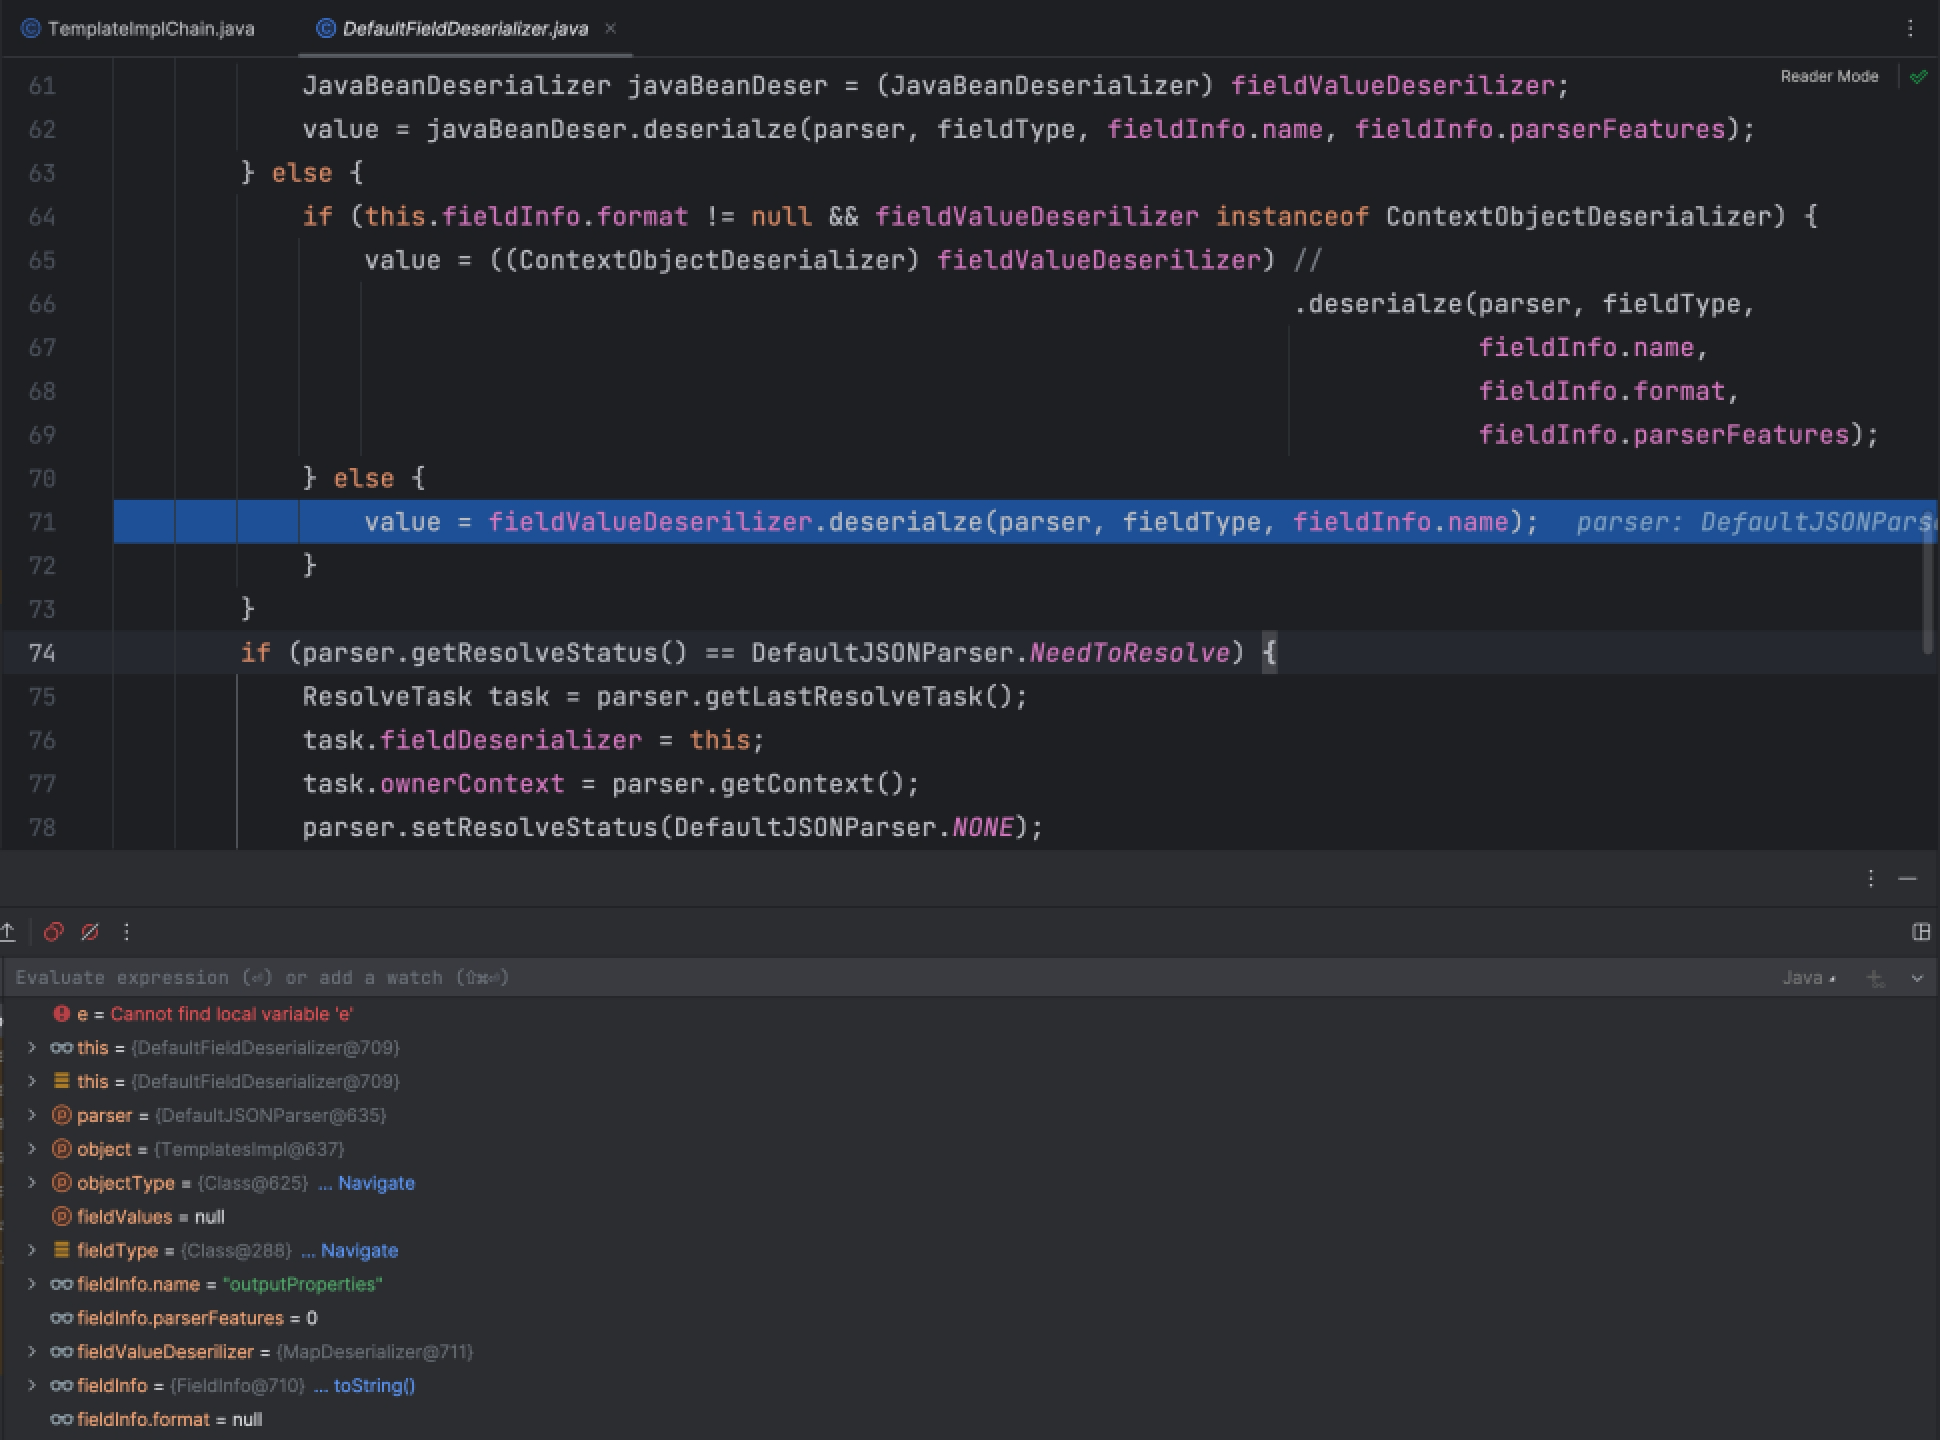 TemplateImplChain.java DefaultFieldDeserializer.java
Reader Mode
61 JavaBeanDeserializer javaBeanDeser = (JavaBeanDeserializer) fieldValueDeserilizer;
62 value = javaBeanDeser.deserialze(parser, fieldType, fieldInfo.name, fieldInfo.parserFeatures);
63 } else {
64 if (this.fieldInfo.format != null && fieldValueDeserilizer instanceof ContextObjectDeserializer) {
65 value = ((ContextObjectDeserializer) fieldValueDeserilizer) //
66 .deserialze(parser, fieldType,
67 fieldInfo.name,
68 fieldInfo.format,
69 fieldInfo.parserFeatures);
70 } else {
71 value = fieldValueDeserilizer.deserialze(parser, fieldType, fieldInfo.name); parser: DefaultJSONPars
72 }
73 }
74 if (parser.getResolveStatus() == DefaultJSONParser.NeedToResolve) {
75 ResolveTask task = parser.getLastResolveTask();
76 task.fieldDeserializer = this;
77 task.ownerContext = parser.getContext();
78 parser.setResolveStatus(DefaultJSONParser.NONE);
Evaluate expression (⏎) or add a watch (⇧⌘⏎) Java
e = Cannot find local variable 'e'
this = {DefaultFieldDeserializer@709}
this = {DefaultFieldDeserializer@709}
parser = {DefaultJSONParser@635}
object = {TemplatesImpl@637}
objectType = {Class@625} ... Navigate
fieldValues = null
fieldType = {Class@288} ... Navigate
fieldInfo.name = "outputProperties"
fieldInfo.parserFeatures = 0
fieldValueDeserilizer = {MapDeserializer@711}
fieldInfo = {FieldInfo@710} ... toString()
fieldInfo.format = null